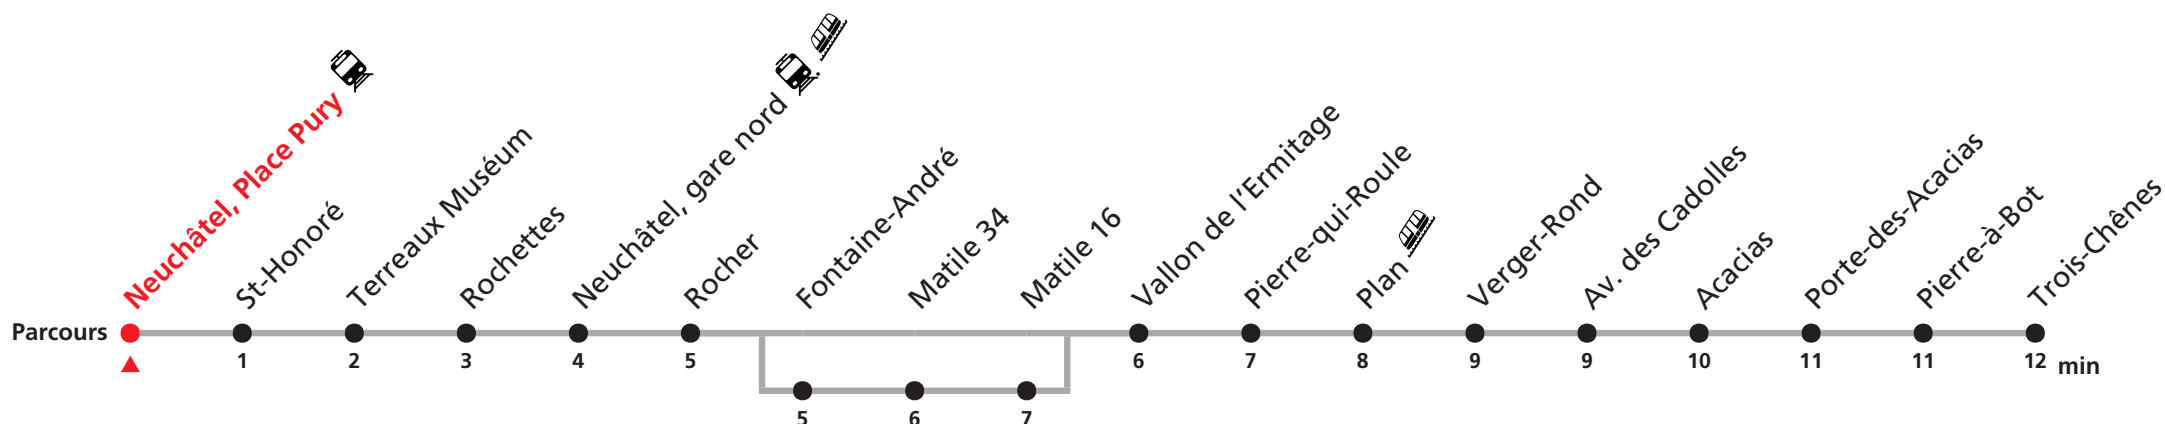 Neuchâtel, Place Pury
St-Honoré
Terreaux Muséum
Rochettes
Neuchâtel, gare nord
Rocher
Fontaine-André
Matile 34
Matile 16
Vallon de l'Ermitage
Pierre-qui-Roule
Plan
Verger-Rond
Av. des Cadolles
Acacias
Porte-des-Acacias
Pierre-à-Bot
Trois-Chênes
Parcours
1 2 3 4 5 6 7 8 9 9 10 11 11 12 min
5 6 7